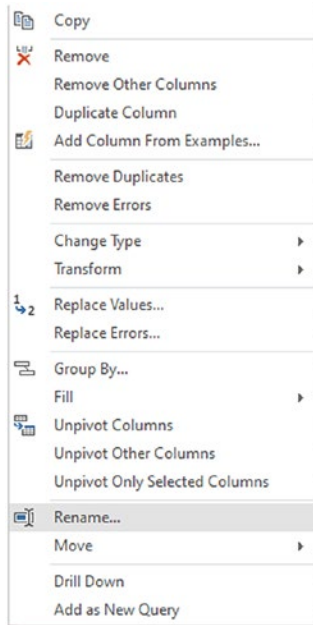 Copy
Remove
Remove Other Columns
Duplicate Column
Add Column From Examples...
Remove Duplicates
Remove Errors
Change Type
Transform
1
2
Replace Values...
Replace Errors...
Group By...
Fill
Unpivot Columns
Unpivot Other Columns
Unpivot Only Selected Columns
Rename...
Move
Drill Down
Add as New Query